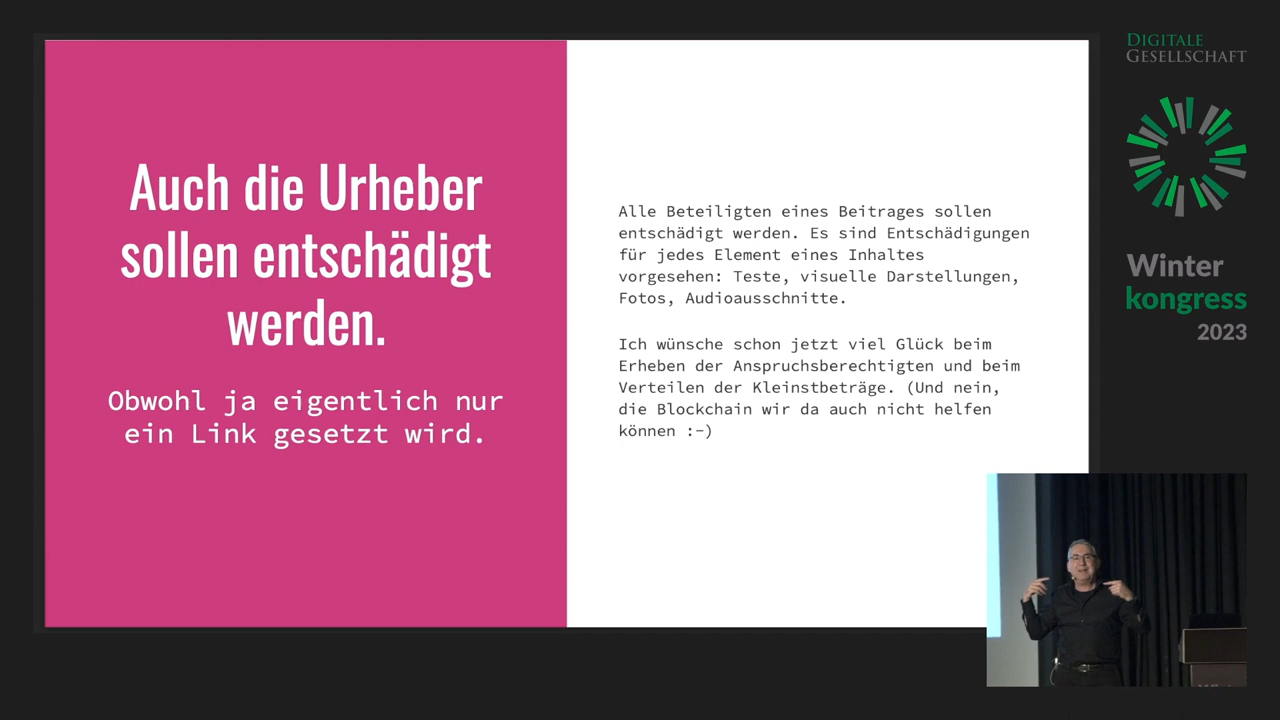 Auch die Urheber
sollen entschädigt
werden.
Obwohl ja eigentlich nur
ein Link gesetzt wird.
Alle Beteiligten eines Beitrages sollen
entschädigt werden. Es sind Entschädigungen
für jedes Element eines Inhaltes
vorgesehen: Teste, visuelle Darstellungen,
Fotos, Audioausschnitte.
Ich wünsche schon jetzt viel Glück beim
Erheben der Anspruchsberechtigten und beim
Verteilen der Kleinstbeträge. (Und nein,
die Blockchain wir da auch nicht helfen
können :-)
DIGITALE
GESELLSCHAFT
Winter
kongress
2023